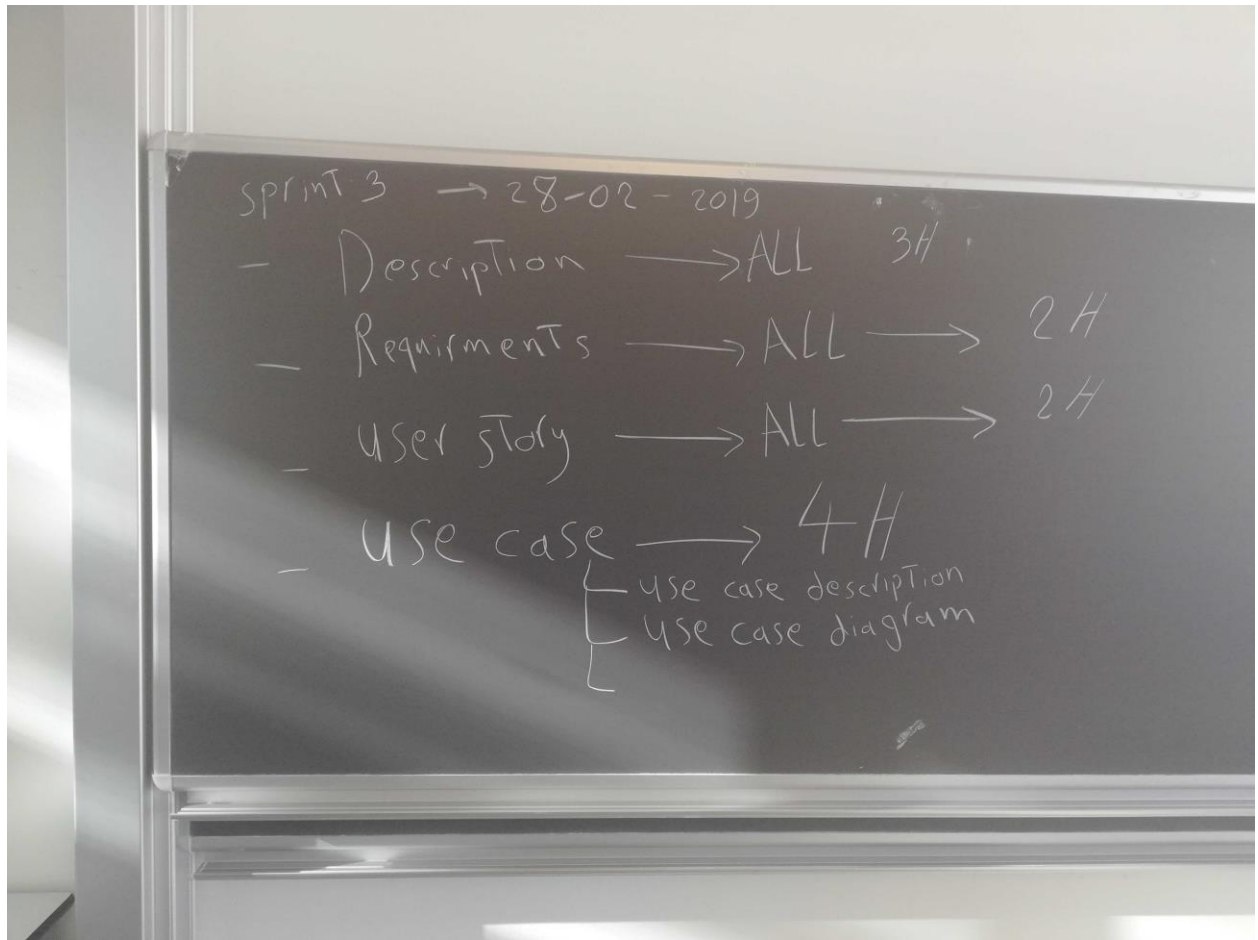 sprint 3 → 28-02-2019
- Description → ALL 3H
- Requirments → ALL → 2H
- user story → ALL → 2H
- use case → 4H
use case description
use case diagram